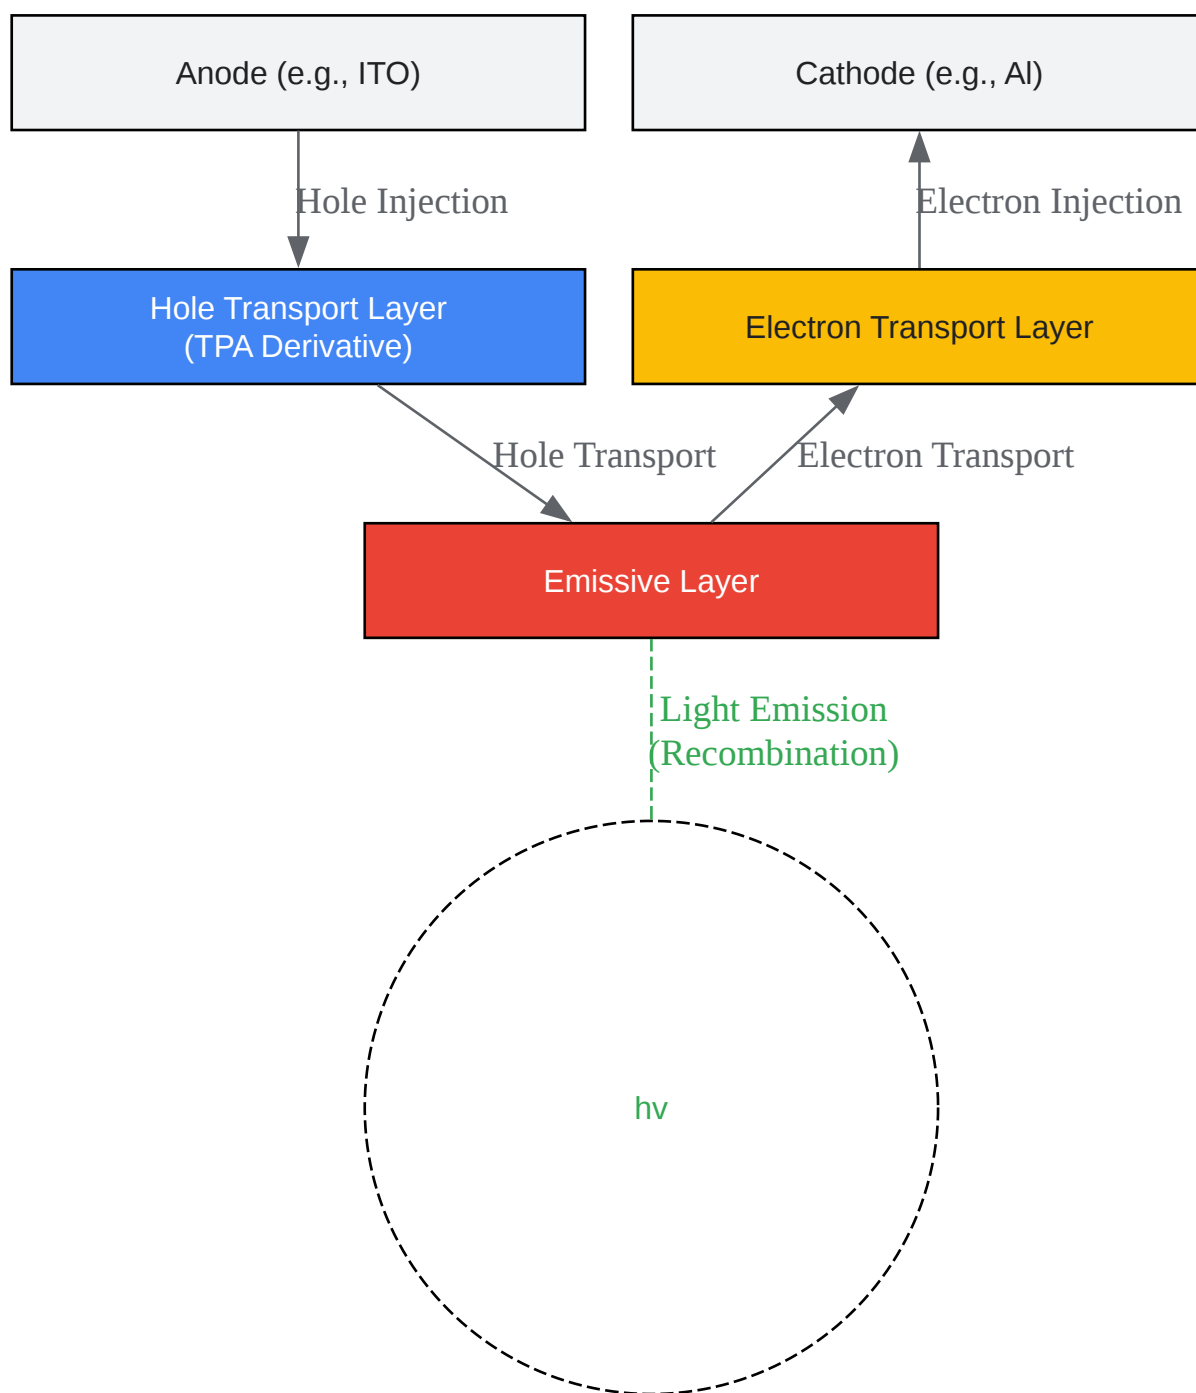 Anode (e.g., ITO)
Cathode (e.g., Al)
Hole Injection
Electron Injection
Hole Transport Layer
(TPA Derivative)
Electron Transport Layer
Hole Transport
Electron Transport
Emissive Layer
Light Emission
(Recombination)
hv